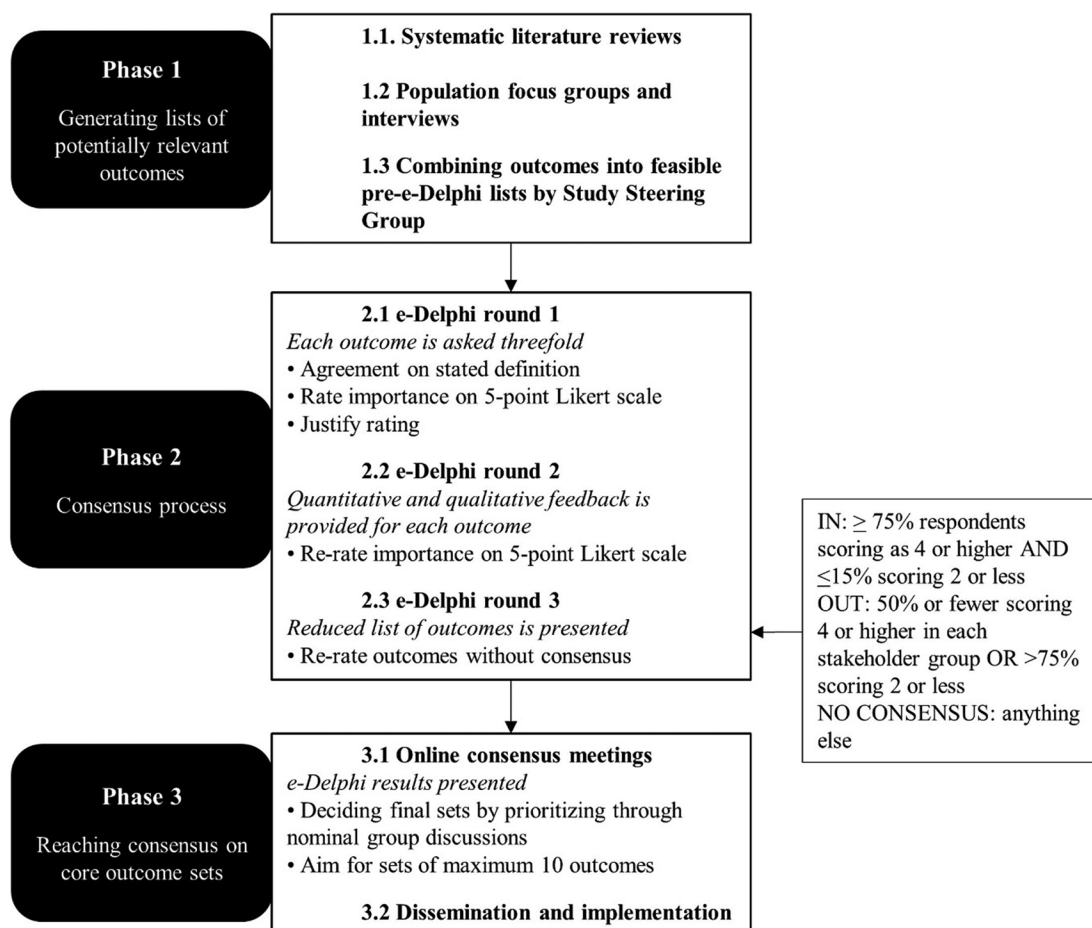 Phase 1
Generating lists of
potentially relevant
outcomes
1.1. Systematic literature reviews
1.2 Population focus groups and
interviews
1.3 Combining outcomes into feasible
pre-e-Delphi lists by Study Steering
Group
Phase 2
Consensus process
2.1 e-Delphi round 1
Each outcome is asked threefold
• Agreement on stated definition
• Rate importance on 5-point Likert scale
• Justify rating
2.2 e-Delphi round 2
Quantitative and qualitative feedback is
provided for each outcome
• Re-rate importance on 5-point Likert scale
2.3 e-Delphi round 3
Reduced list of outcomes is presented
• Re-rate outcomes without consensus
IN: ≥ 75% respondents
scoring as 4 or higher AND
≤15% scoring 2 or less
OUT: 50% or fewer scoring
4 or higher in each
stakeholder group OR >75%
scoring 2 or less
NO CONSENSUS: anything
else
Phase 3
Reaching consensus on
core outcome sets
3.1 Online consensus meetings
e-Delphi results presented
• Deciding final sets by prioritizing through
nominal group discussions
• Aim for sets of maximum 10 outcomes
3.2 Dissemination and implementation